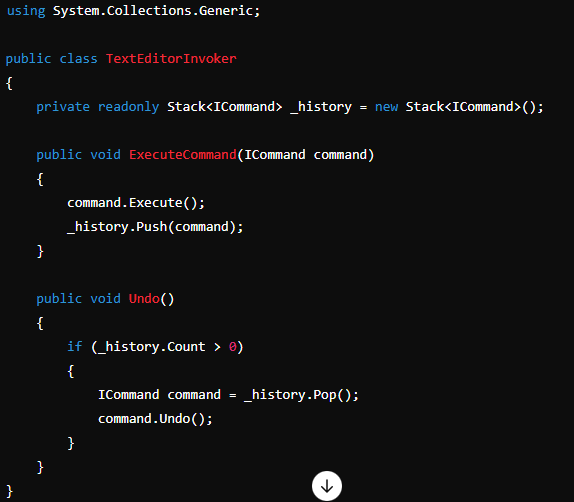 using System.Collections.Generic;
public class TextEditorInvoker
{
    private readonly Stack<ICommand> _history = new Stack<ICommand>();
    public void ExecuteCommand(ICommand command)
    {
        command.Execute();
        _history.Push(command);
    }
    public void Undo()
    {
        if (_history.Count > 0)
        {
            ICommand command = _history.Pop();
            command.Undo();
        }
    }
}